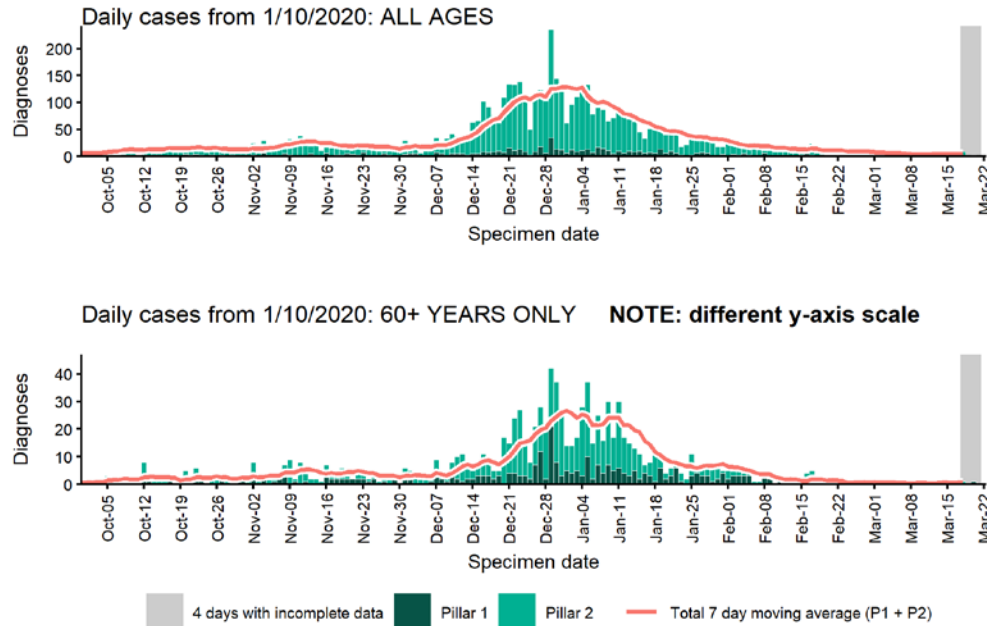 Daily cases from 1/10/2020: ALL AGES
Diagnoses
200
150
100
50
0
Oct-05
Oct-12
Oct-19
Oct-26
Nov-02
Nov-09
Nov-16
Nov-23
Nov-30
Dec-07
Dec-14
Dec-21
Dec-28
Jan-04
Jan-11
Jan-18
Jan-25
Feb-01
Feb-08
Feb-15
Feb-22
Mar-01
Mar-08
Mar-15
Mar-22
Specimen date
Daily cases from 1/10/2020: 60+ YEARS ONLY NOTE: different y-axis scale
Diagnoses
40
30
20
10
0
Oct-05
Oct-12
Oct-19
Oct-26
Nov-02
Nov-09
Nov-16
Nov-23
Nov-30
Dec-07
Dec-14
Dec-21
Dec-28
Jan-04
Jan-11
Jan-18
Jan-25
Feb-01
Feb-08
Feb-15
Feb-22
Mar-01
Mar-08
Mar-15
Mar-22
Specimen date
4 days with incomplete data Pillar 1 Pillar 2 Total 7 day moving average (P1 + P2)